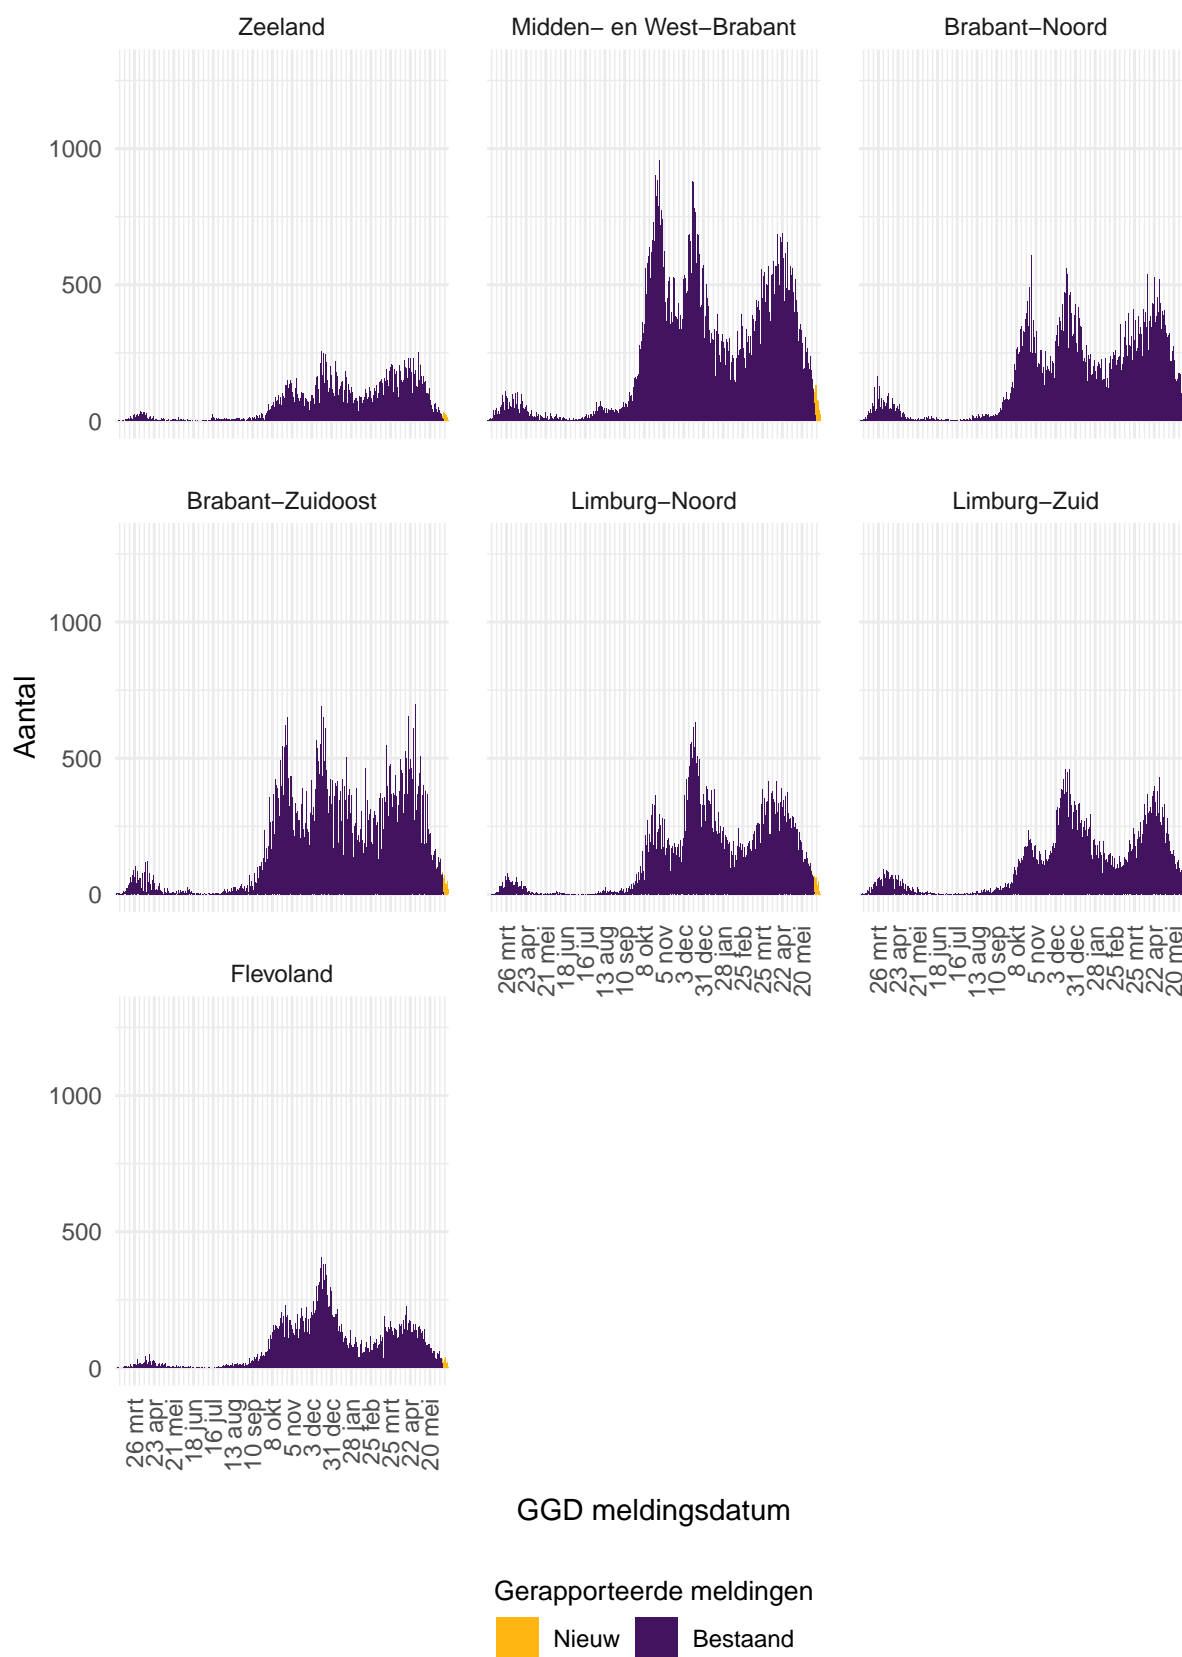 Zeeland
Midden− en West−Brabant
Brabant−Noord
1000
500
0
Brabant−Zuidoost
Limburg−Noord
Limburg−Zuid
1000
500
0
26 mrt
23 apr
21 mei
18 jun
16 jul
13 aug
10 sep
8 okt
5 nov
3 dec
31 dec
28 jan
25 feb
25 mrt
22 apr
20 mei
26 mrt
23 apr
21 mei
18 jun
16 jul
13 aug
10 sep
8 okt
5 nov
3 dec
31 dec
28 jan
25 feb
25 mrt
22 apr
20 mei
Flevoland
1000
500
0
26 mrt
23 apr
21 mei
18 jun
16 jul
13 aug
10 sep
8 okt
5 nov
3 dec
31 dec
28 jan
25 feb
25 mrt
22 apr
20 mei
Aantal
GGD meldingsdatum
Gerapporteerde meldingen
Nieuw
Bestaand